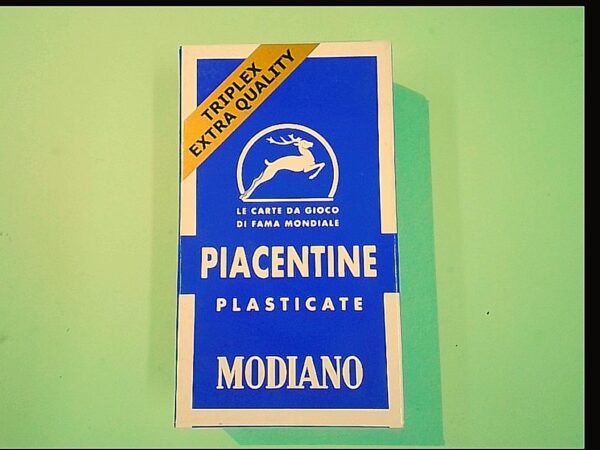 TRIPLEX
EXTRA QUALITY
LE CARTE DA GIOCO
DI FAMA MONDIALE
PIACENTINE
PLASTICATE
MODIANO